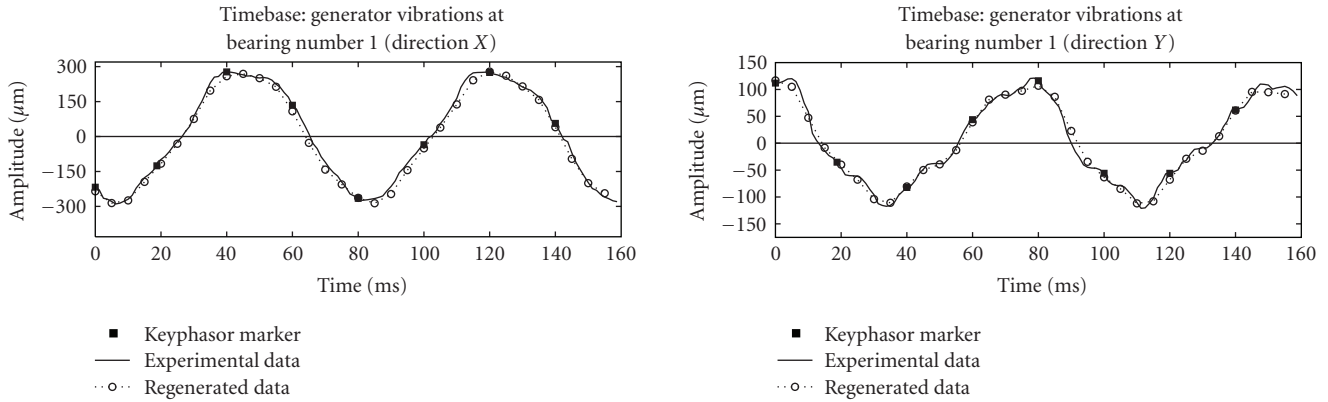 Timebase: generator vibrations at
bearing number 1 (direction X)
Amplitude (μm)
300
150
0
−150
−300
0 20 40 60 80 100 120 140 160
Time (ms)
Keyphasor marker
Experimental data
Regenerated data
Timebase: generator vibrations at
bearing number 1 (direction Y)
Amplitude (μm)
150
100
50
0
−50
−100
−150
0 20 40 60 80 100 120 140 160
Time (ms)
Keyphasor marker
Experimental data
Regenerated data